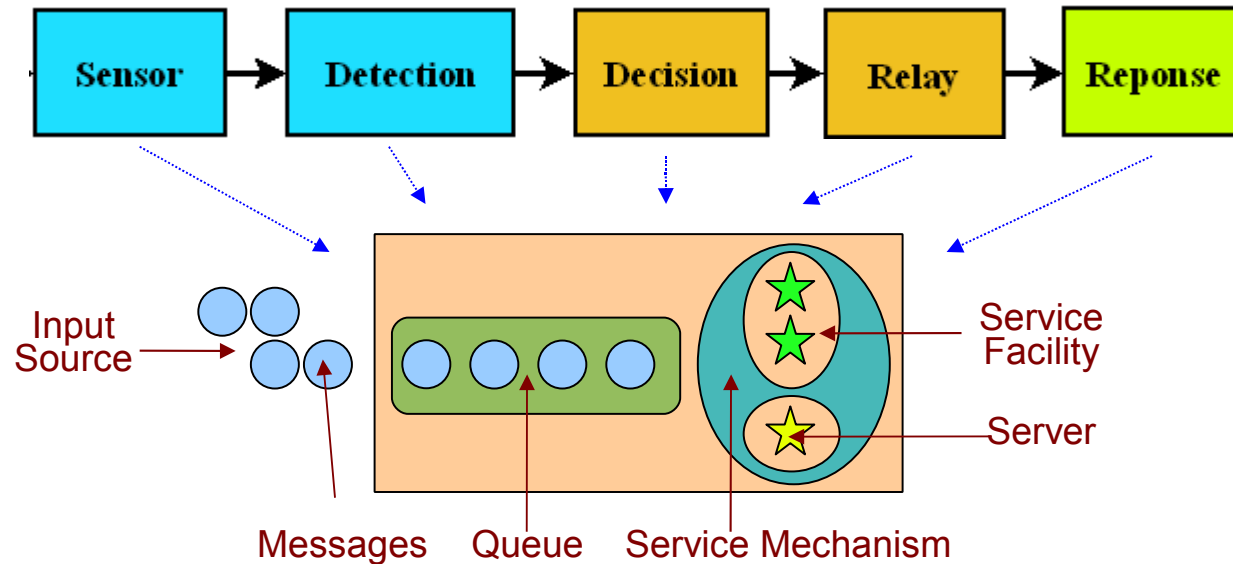 Sensor
Detection
Decision
Relay
Reponse
Input
Source
Service
Facility
Server
Messages
Queue
Service Mechanism